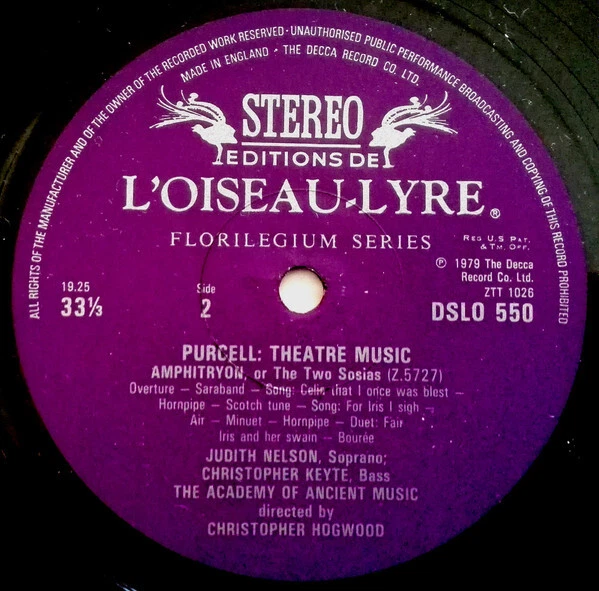 ALL RIGHTS OF THE MANUFACTURER AND OF THE OWNER OF THE RECORDED WORK RESERVED · UNAUTHORISED PUBLIC PERFORMANCE BROADCASTING AND COPYING OF THIS RECORD PROHIBITED
MADE IN ENGLAND · THE DECCA RECORD CO. LTD.
STEREO
EDITIONS DE
L'OISEAU-LYRE®
FLORILEGIUM SERIES
REG U.S PAT.
& TM. OFF.
℗ 1979 The Decca
Record Co. Ltd.
19.25
33⅓
Side
2
ZTT 1026
DSLO 550
PURCELL: THEATRE MUSIC
AMPHITRYON, or The Two Sosias (Z.5727)
Overture – Saraband – Song: Celia that I once was blest –
Hornpipe – Scotch tune – Song: For Iris I sigh –
Air – Minuet – Hornpipe – Duet: Fair
Iris and her swain – Bourée
JUDITH NELSON, Soprano;
CHRISTOPHER KEYTE, Bass
THE ACADEMY OF ANCIENT MUSIC
directed by
CHRISTOPHER HOGWOOD